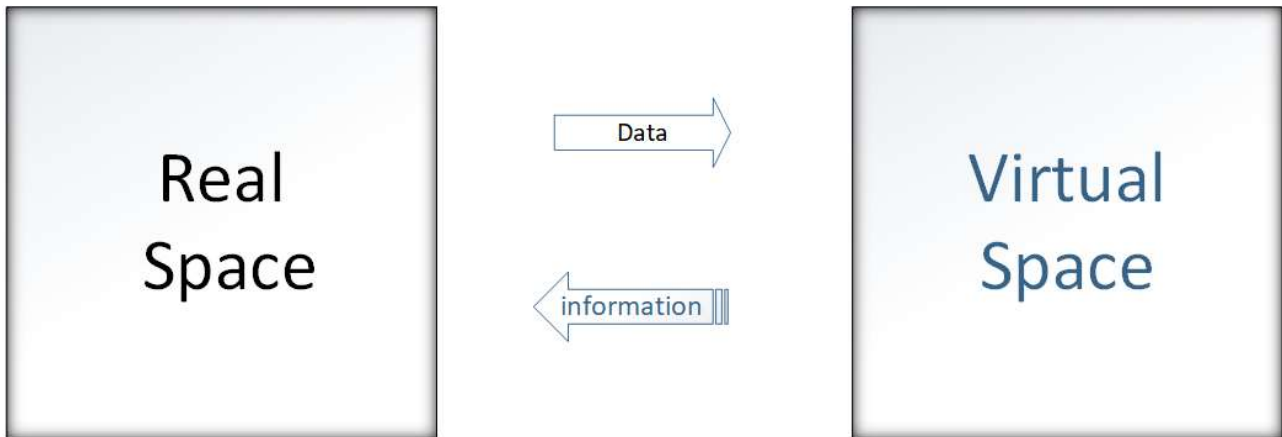 Real
Space
Data
information
Virtual
Space